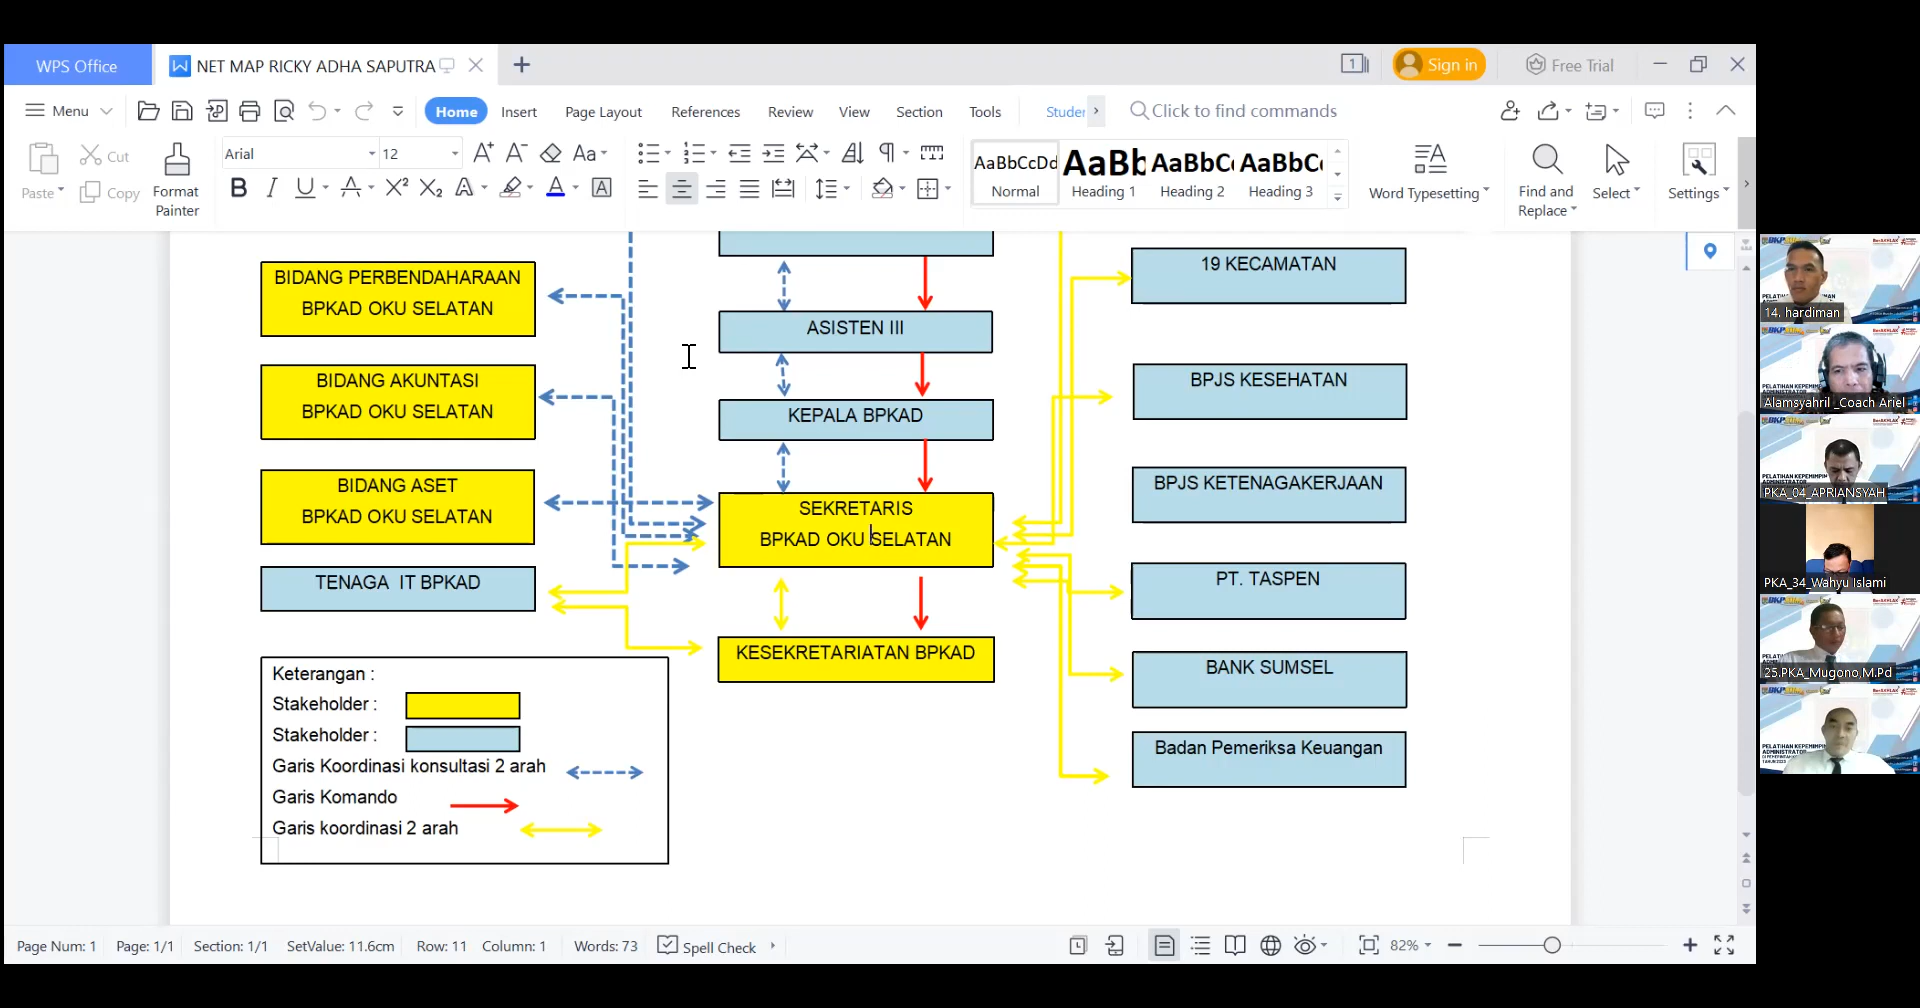 WPS Office
NET MAP RICKY ADHA SAPUTRA
1
Sign in
Free Trial
Menu
Home
Insert
Page Layout
References
Review
View
Section
Tools
Studer
Click to find commands
Paste
Cut
Copy
Format
Painter
Arial
12
AaBbCcDd
Normal
AaBb
Heading 1
AaBbC
Heading 2
AaBbC
Heading 3
Word Typesetting
Find and
Replace
Select
Settings
BIDANG PERBENDAHARAAN
BPKAD OKU SELATAN
BIDANG AKUNTASI
BPKAD OKU SELATAN
BIDANG ASET
BPKAD OKU SELATAN
TENAGA IT BPKAD
ASISTEN III
KEPALA BPKAD
SEKRETARIS
BPKAD OKU SELATAN
KESEKRETARIATAN BPKAD
19 KECAMATAN
BPJS KESEHATAN
BPJS KETENAGAKERJAAN
PT. TASPEN
BANK SUMSEL
Badan Pemeriksa Keuangan
Keterangan :
Stakeholder :
Stakeholder :
Garis Koordinasi konsultasi 2 arah
Garis Komando
Garis koordinasi 2 arah
14. hardiman
Alamsyahril _Coach Ariel
PKA_04_APRIANSYAH
PKA_34_Wahyu Islami
25.PKA_Mugono,M.Pd
Page Num: 1
Page: 1/1
Section: 1/1
SetValue: 11.6cm
Row: 11
Column: 1
Words: 73
Spell Check
82%